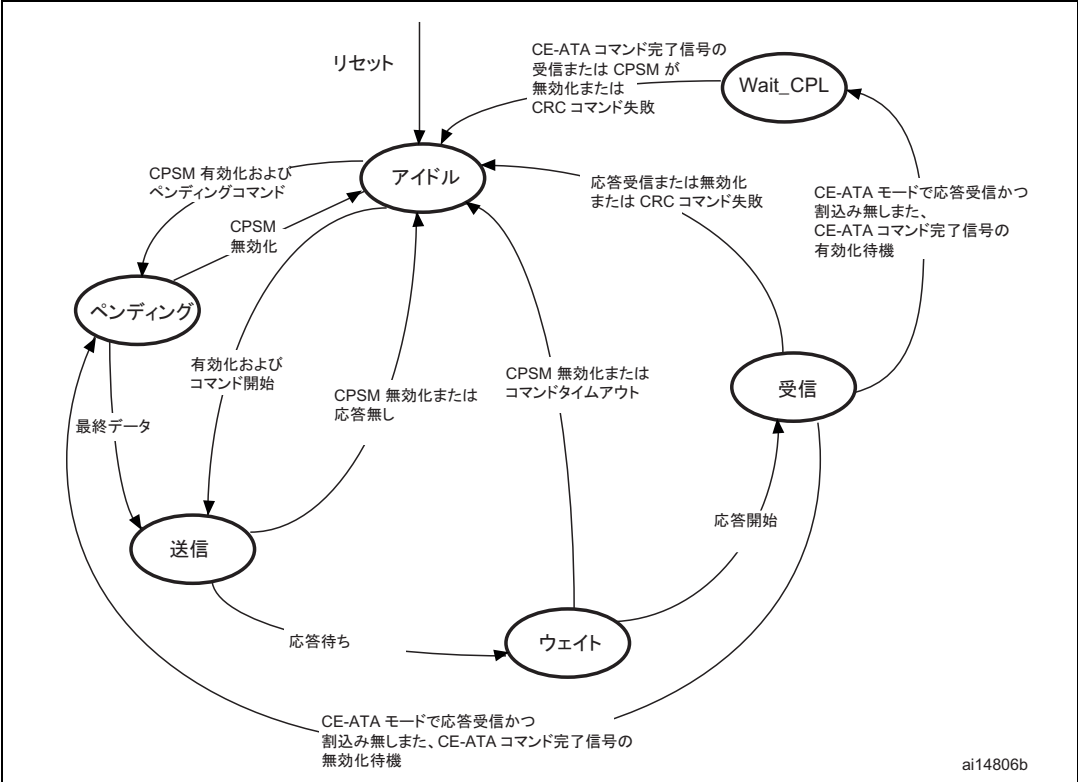 リセット
CE-ATA コマンド完了信号の
受信または CPSM が
無効化または
CRC コマンド失敗
Wait_CPL
CPSM 有効化および
ペンディングコマンド
アイドル
応答受信または無効化
または CRC コマンド失敗
CE-ATA モードで応答受信かつ
割込み無しまた、
CE-ATA コマンド完了信号の
有効化待機
CPSM
無効化
ペンディング
有効化および
コマンド開始
CPSM 無効化または
応答無し
CPSM 無効化または
コマンドタイムアウト
受信
最終データ
応答開始
送信
応答待ち
ウェイト
CE-ATA モードで応答受信かつ
割込み無しまた、CE-ATA コマンド完了信号の
無効化待機
ai14806b